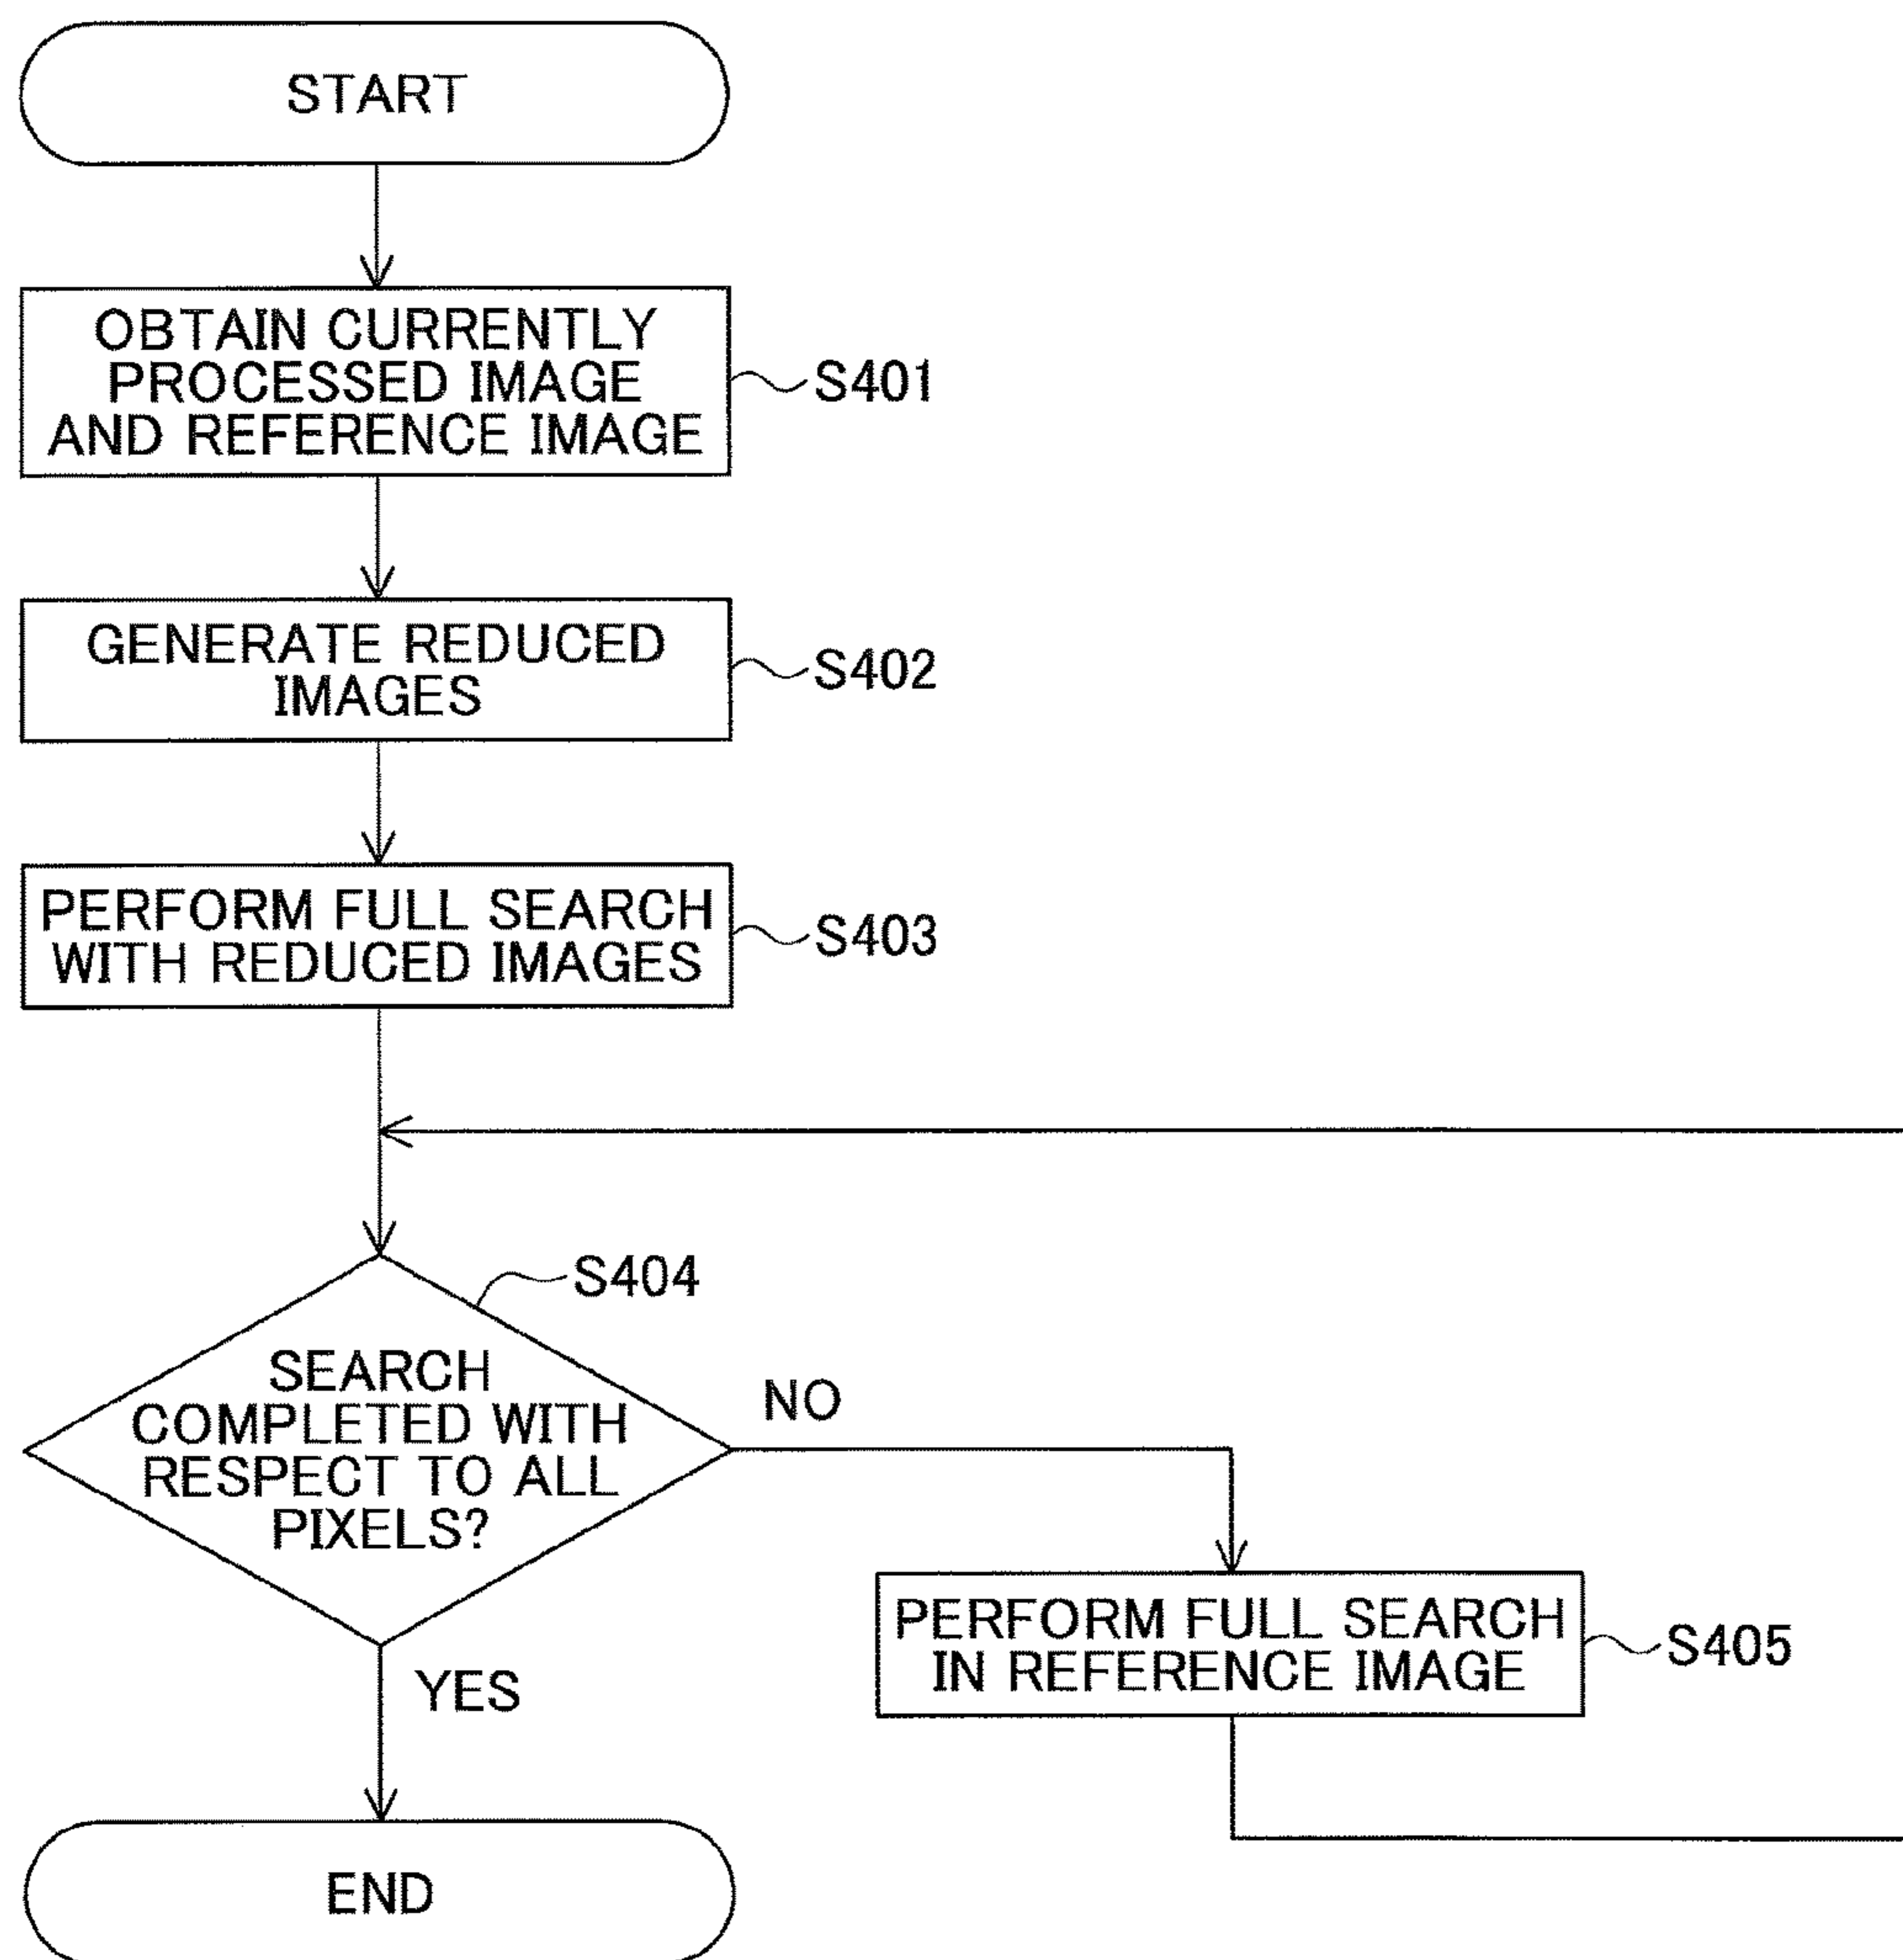 START
OBTAIN CURRENTLY
PROCESSED IMAGE
AND REFERENCE IMAGE
S401
GENERATE REDUCED
IMAGES
S402
PERFORM FULL SEARCH
WITH REDUCED IMAGES
S403
S404
SEARCH
COMPLETED WITH
RESPECT TO ALL
PIXELS?
NO
PERFORM FULL SEARCH
IN REFERENCE IMAGE
S405
YES
END